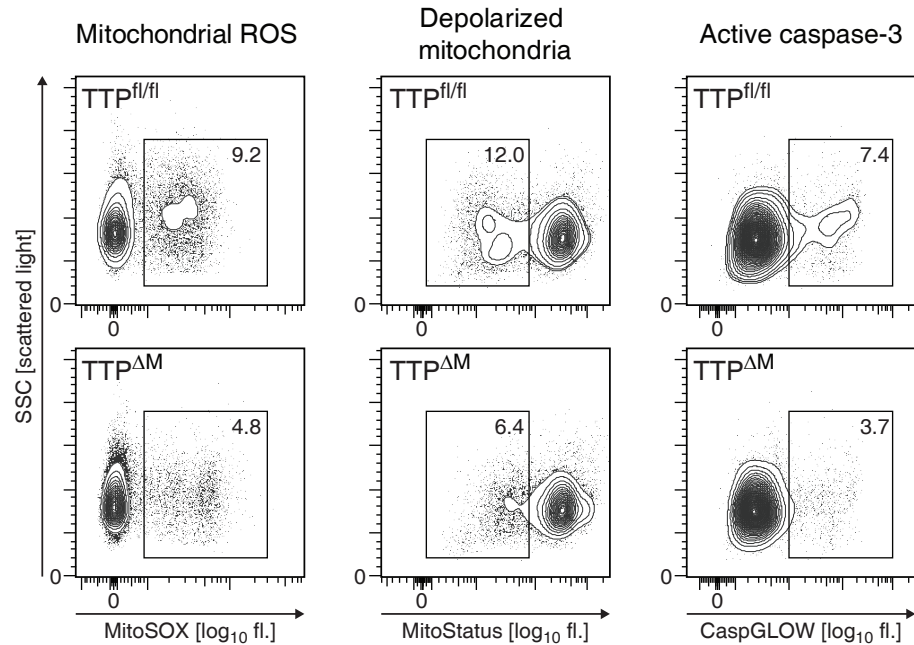 Mitochondrial ROS
Depolarized
mitochondria
Active caspase-3
SSC [scattered light]
TTP^fl/fl
9.2
0
0
TTP^fl/fl
12.0
0
0
TTP^fl/fl
7.4
0
0
TTP^ΔM
4.8
0
0
MitoSOX [log₁₀ fl.]
TTP^ΔM
6.4
0
0
MitoStatus [log₁₀ fl.]
TTP^ΔM
3.7
0
0
CaspGLOW [log₁₀ fl.]